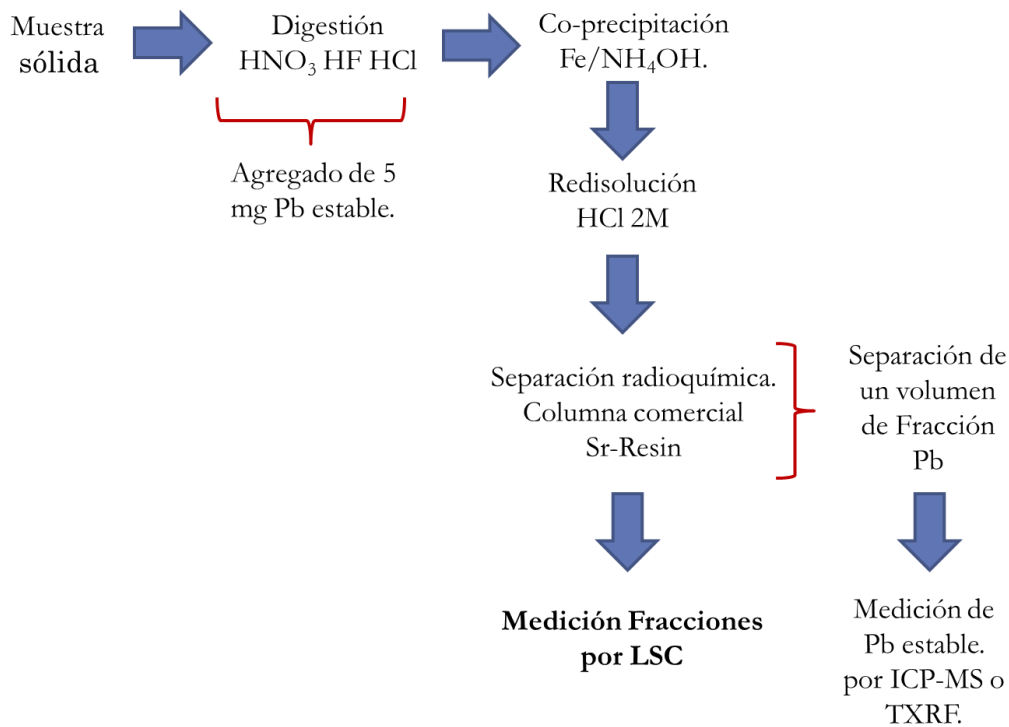 Muestra
sólida
Digestión
HNO₃ HF HCl
Agregado de 5
mg Pb estable.
Co-precipitación
Fe/NH₄OH.
Redisolución
HCl 2M
Separación radioquímica.
Columna comercial
Sr-Resin
Separación de
un volumen
de Fracción
Pb
Medición Fracciones
por LSC
Medición de
Pb estable.
por ICP-MS o
TXRF.